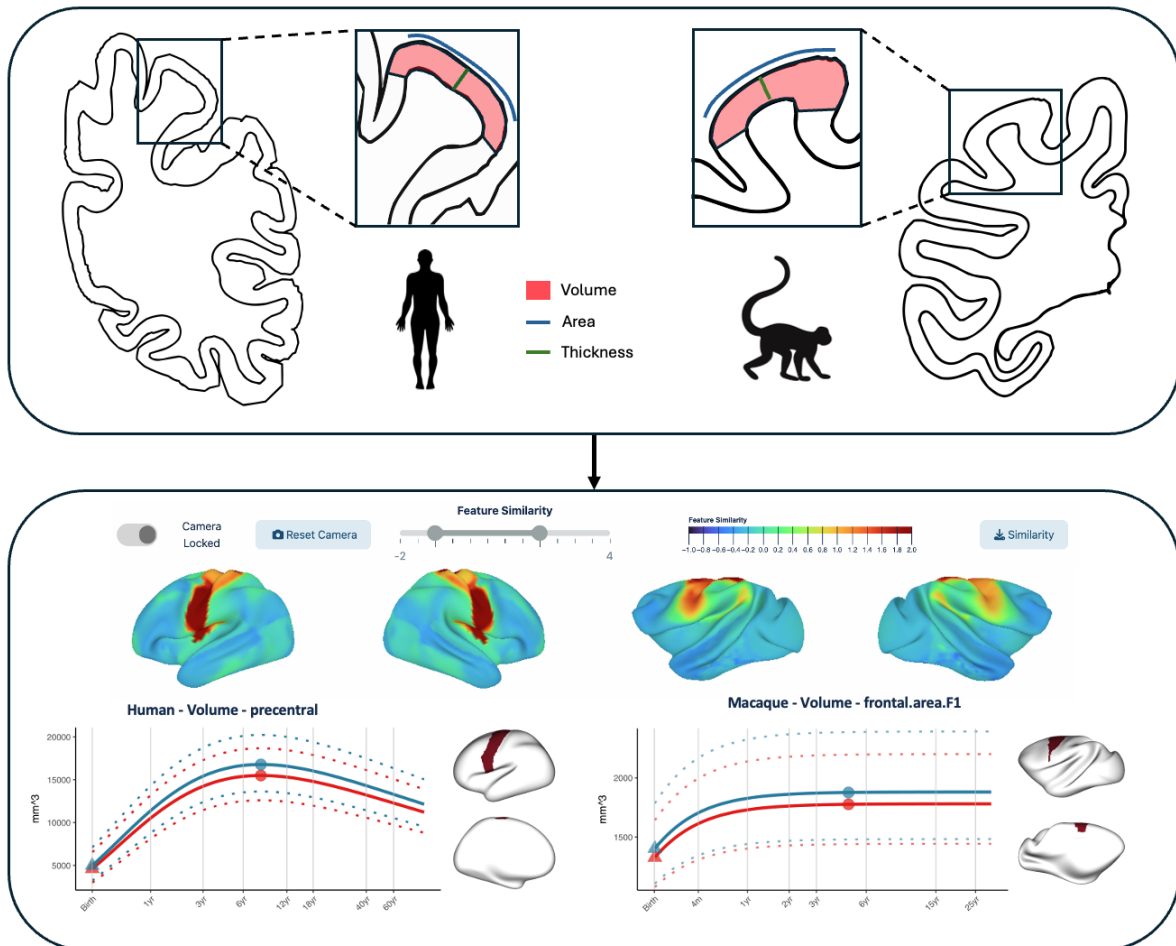 Volume
Area
Thickness
Camera
Locked
Reset Camera
Feature Similarity
-2
4
Feature Similarity
-1.0 -0.8 -0.6 -0.4 -0.2 0.0 0.2 0.4 0.6 0.8 1.0 1.2 1.4 1.6 1.8 2.0
Similarity
Human - Volume - precentral
20000
15000
10000
5000
mm^3
Birth 1yr 3yr 6yr 12yr 18yr 40yr 60yr
Macaque - Volume - frontal.area.F1
2000
1500
mm^3
Birth 4m 1yr 2yr 3yr 6yr 15yr 25yr